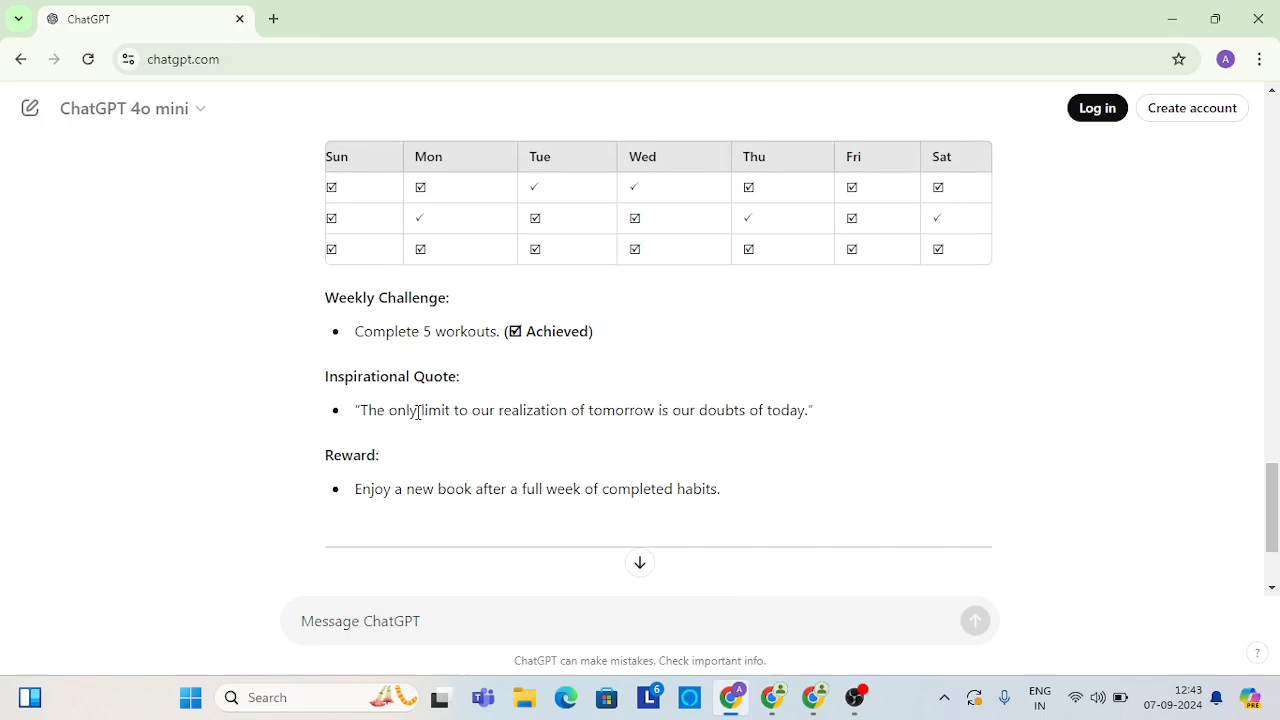 ChatGPT
chatgpt.com
A
ChatGPT 4o mini
Log in
Create account
Sun Mon Tue Wed Thu Fri Sat
☑ ☑ ✓ ✓ ☑ ☑ ☑
☑ ✓ ☑ ☑ ✓ ☑ ✓
☑ ☑ ☑ ☑ ☑ ☑ ☑
Weekly Challenge:
• Complete 5 workouts. (☑ Achieved)
Inspirational Quote:
• “The only limit to our realization of tomorrow is our doubts of today.”
Reward:
• Enjoy a new book after a full week of completed habits.
Message ChatGPT
ChatGPT can make mistakes. Check important info.
?
Search
L 6
A
ENG
IN
12:43
07-09-2024
PRE